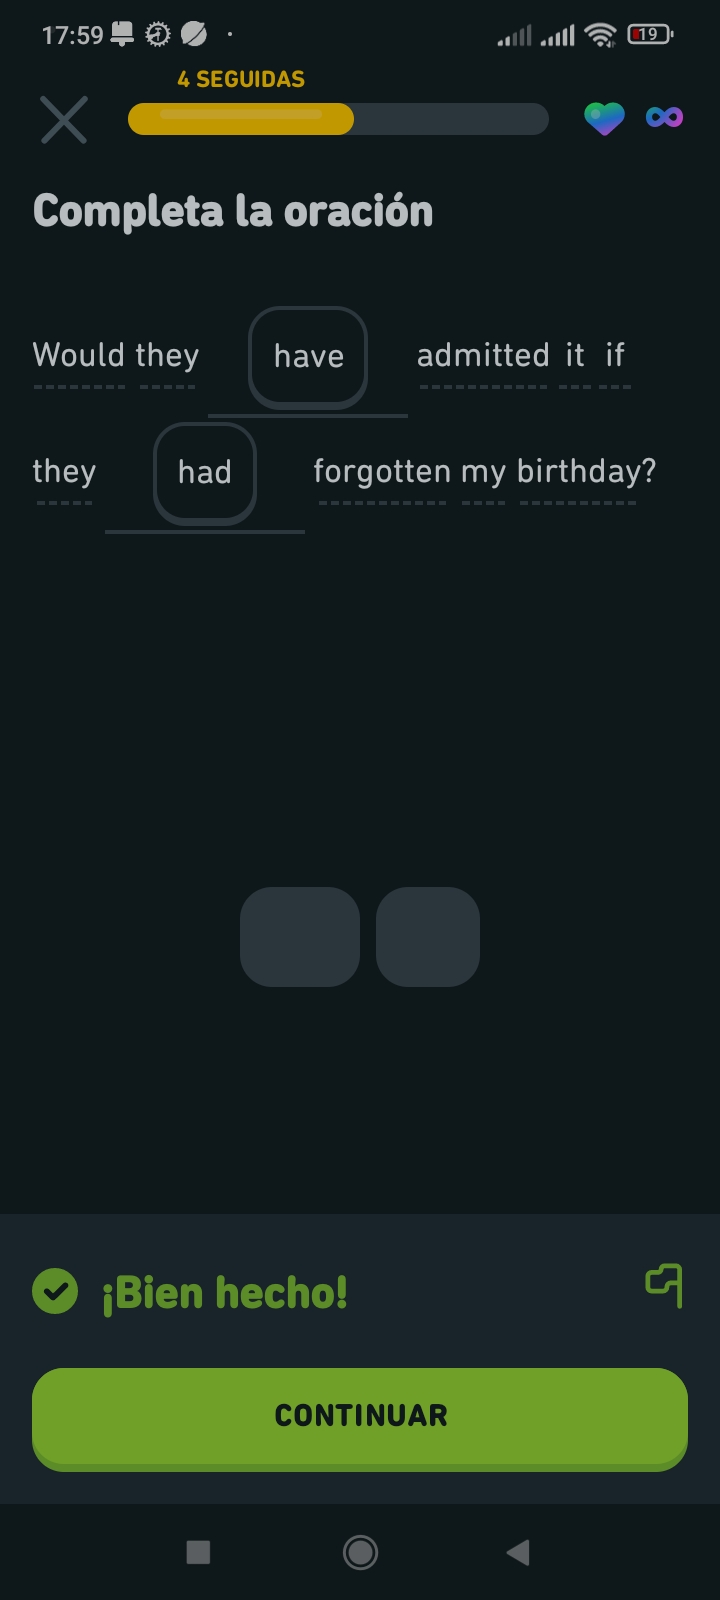 17:59
19
4 SEGUIDAS
Completa la oración
Would they have admitted it if
they had forgotten my birthday?
¡Bien hecho!
CONTINUAR